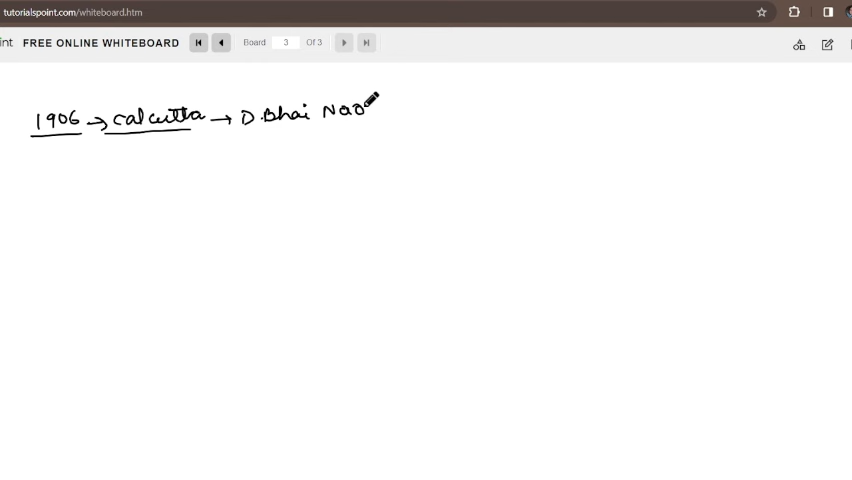 tutorialspoint.com/whiteboard.htm
int FREE ONLINE WHITEBOARD Board 3 Of 3
1906 → calcutta → D.Bhai Nao